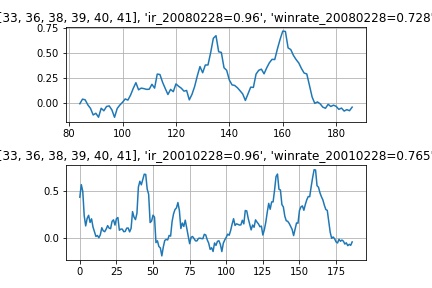 [33, 36, 38, 39, 40, 41], 'ir_20080228=0.96', 'winrate_20080228=0.728'
0.75
0.50
0.25
0.00
80 100 120 140 160 180
[33, 36, 38, 39, 40, 41], 'ir_20010228=0.96', 'winrate_20010228=0.765'
0.5
0.0
0 25 50 75 100 125 150 175